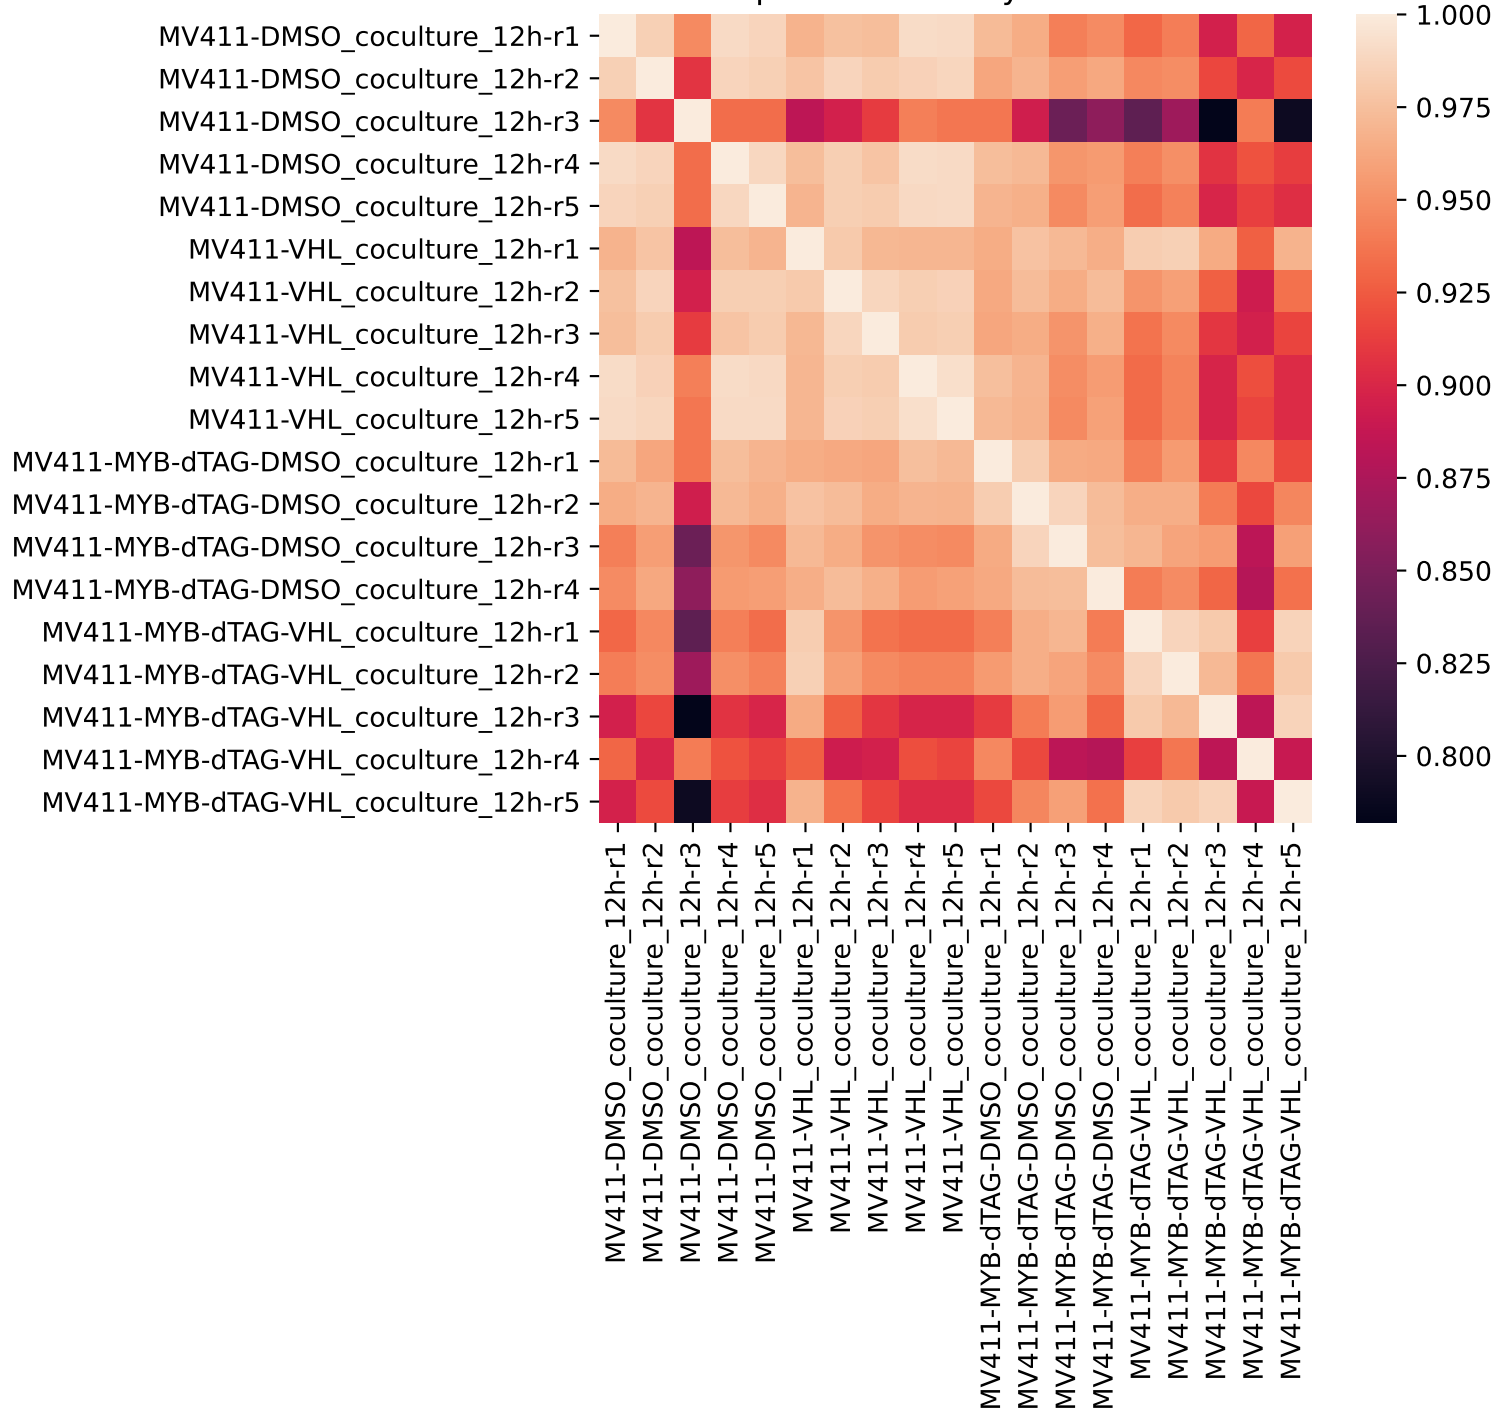 MV411-DMSO_coculture_12h-r1
MV411-DMSO_coculture_12h-r2
MV411-DMSO_coculture_12h-r3
MV411-DMSO_coculture_12h-r4
MV411-DMSO_coculture_12h-r5
MV411-VHL_coculture_12h-r1
MV411-VHL_coculture_12h-r2
MV411-VHL_coculture_12h-r3
MV411-VHL_coculture_12h-r4
MV411-VHL_coculture_12h-r5
MV411-MYB-dTAG-DMSO_coculture_12h-r1
MV411-MYB-dTAG-DMSO_coculture_12h-r2
MV411-MYB-dTAG-DMSO_coculture_12h-r3
MV411-MYB-dTAG-DMSO_coculture_12h-r4
MV411-MYB-dTAG-VHL_coculture_12h-r1
MV411-MYB-dTAG-VHL_coculture_12h-r2
MV411-MYB-dTAG-VHL_coculture_12h-r3
MV411-MYB-dTAG-VHL_coculture_12h-r4
MV411-MYB-dTAG-VHL_coculture_12h-r5
MV411-DMSO_coculture_12h-r1
MV411-DMSO_coculture_12h-r2
MV411-DMSO_coculture_12h-r3
MV411-DMSO_coculture_12h-r4
MV411-DMSO_coculture_12h-r5
MV411-VHL_coculture_12h-r1
MV411-VHL_coculture_12h-r2
MV411-VHL_coculture_12h-r3
MV411-VHL_coculture_12h-r4
MV411-VHL_coculture_12h-r5
MV411-MYB-dTAG-DMSO_coculture_12h-r1
MV411-MYB-dTAG-DMSO_coculture_12h-r2
MV411-MYB-dTAG-DMSO_coculture_12h-r3
MV411-MYB-dTAG-DMSO_coculture_12h-r4
MV411-MYB-dTAG-VHL_coculture_12h-r1
MV411-MYB-dTAG-VHL_coculture_12h-r2
MV411-MYB-dTAG-VHL_coculture_12h-r3
MV411-MYB-dTAG-VHL_coculture_12h-r4
MV411-MYB-dTAG-VHL_coculture_12h-r5
1.000
0.975
0.950
0.925
0.900
0.875
0.850
0.825
0.800